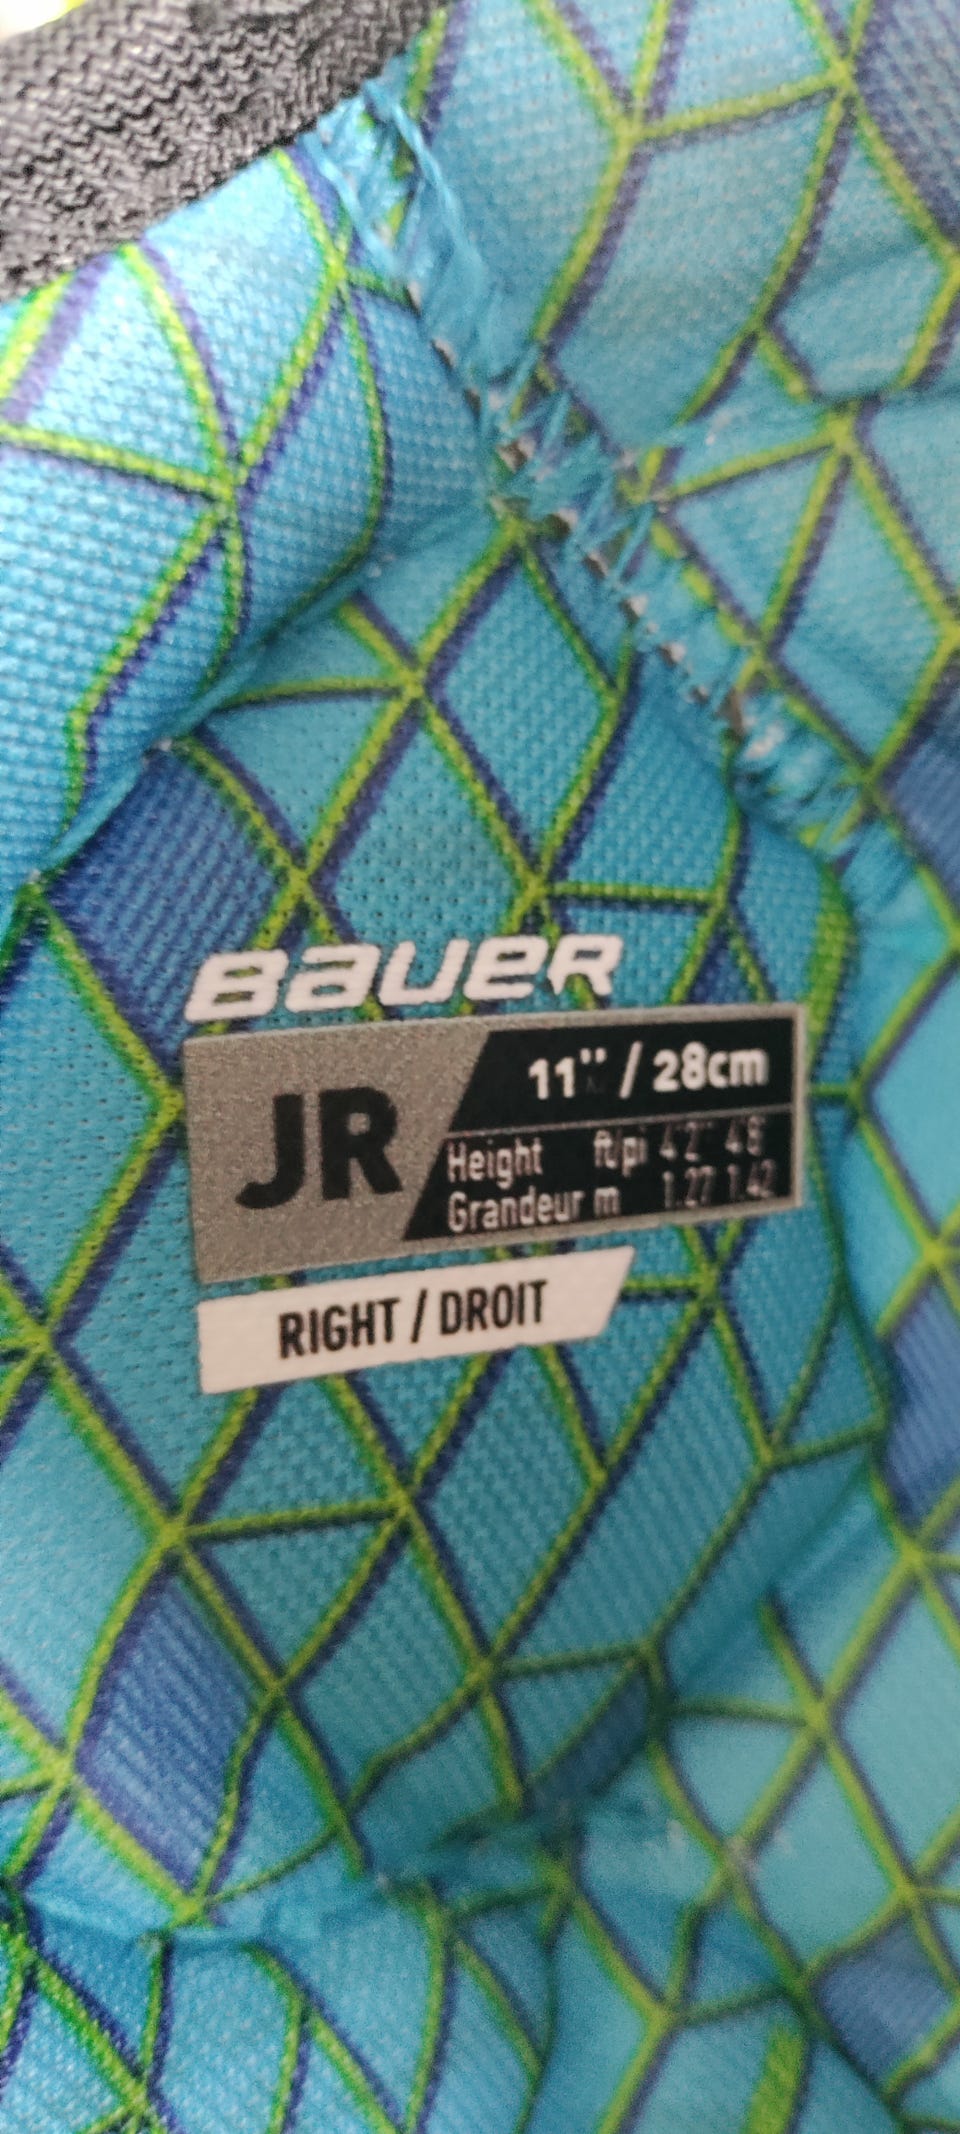 BAUER
JR
11" / 28cm
Height ft/pi 4'2" 4'8"
Grandeur m 1.27 1.42
RIGHT / DROIT